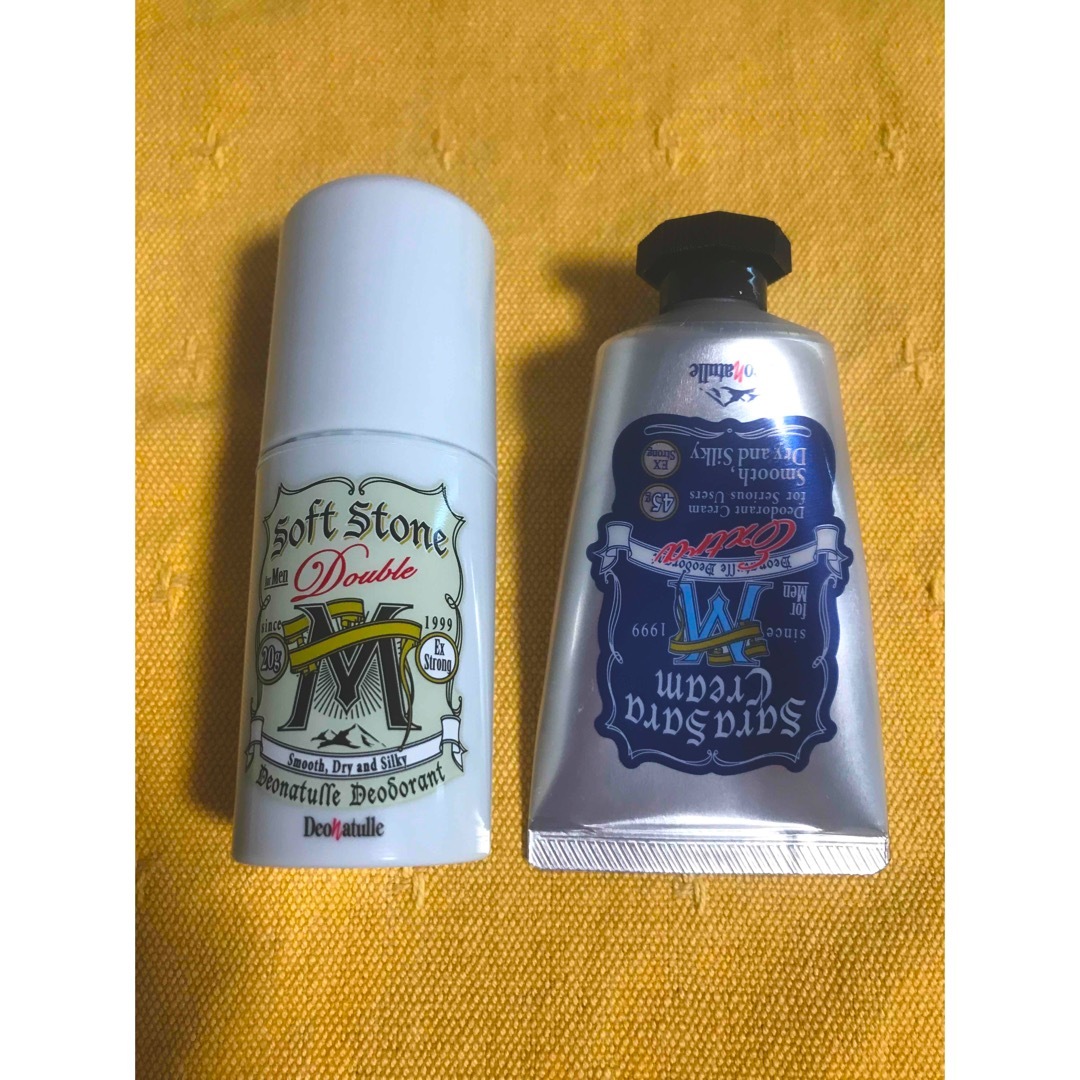 Soft Stone
for Men Double
since 1999
20g
Ex
Strong
M
Smooth, Dry and Silky
Deonatulle Deodorant
DeoNatulle
Sara Sara
Cream
since 1999
M
for
Men
Deonatulle Deodor
Extra
Deodorant Cream
for Serious Users
45g
Smooth,
Dry and Silky
EX
Strong
oNatulle